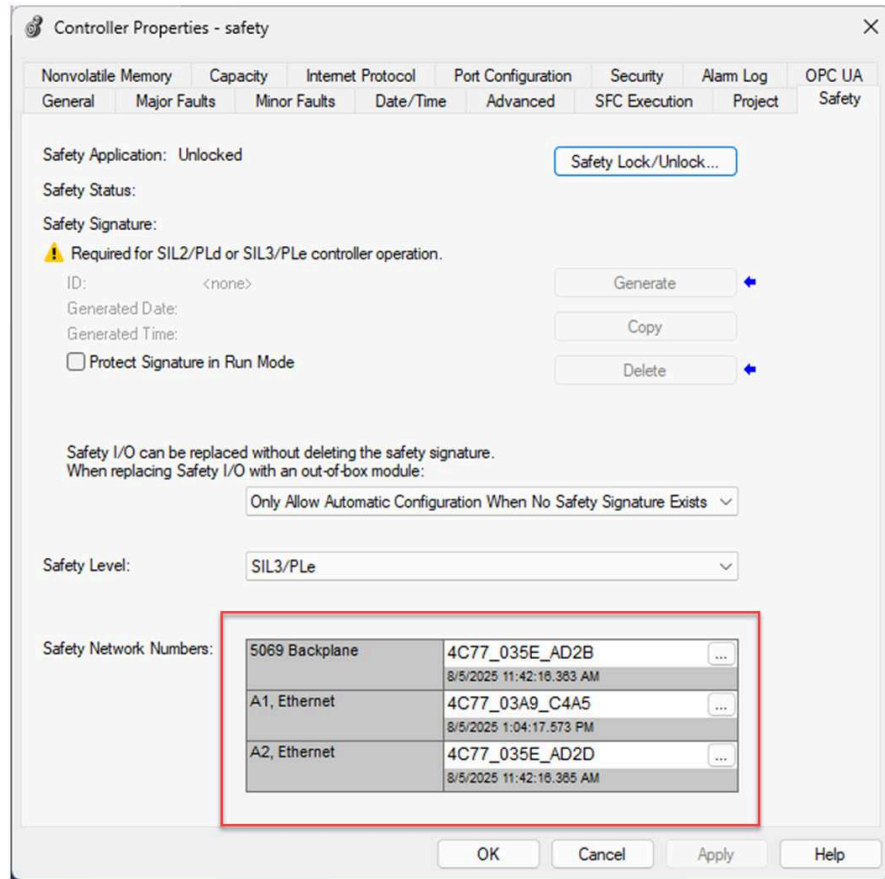 Controller Properties - safety
Nonvolatile Memory Capacity Internet Protocol Port Configuration Security Alarm Log OPC UA
General Major Faults Minor Faults Date/Time Advanced SFC Execution Project Safety
Safety Application: Unlocked
Safety Lock/Unlock...
Safety Status:
Safety Signature:
Required for SIL2/PLd or SIL3/PLe controller operation.
ID: <none>
Generate
Generated Date:
Generated Time:
Copy
Protect Signature in Run Mode
Delete
Safety I/O can be replaced without deleting the safety signature.
When replacing Safety I/O with an out-of-box module:
Only Allow Automatic Configuration When No Safety Signature Exists
Safety Level: SIL3/PLe
Safety Network Numbers:
5069 Backplane 4C77_035E_AD2B ...
8/5/2025 11:42:16.363 AM
A1, Ethernet 4C77_03A9_C4A5 ...
8/5/2025 1:04:17.573 PM
A2, Ethernet 4C77_035E_AD2D ...
8/5/2025 11:42:16.365 AM
OK Cancel Apply Help